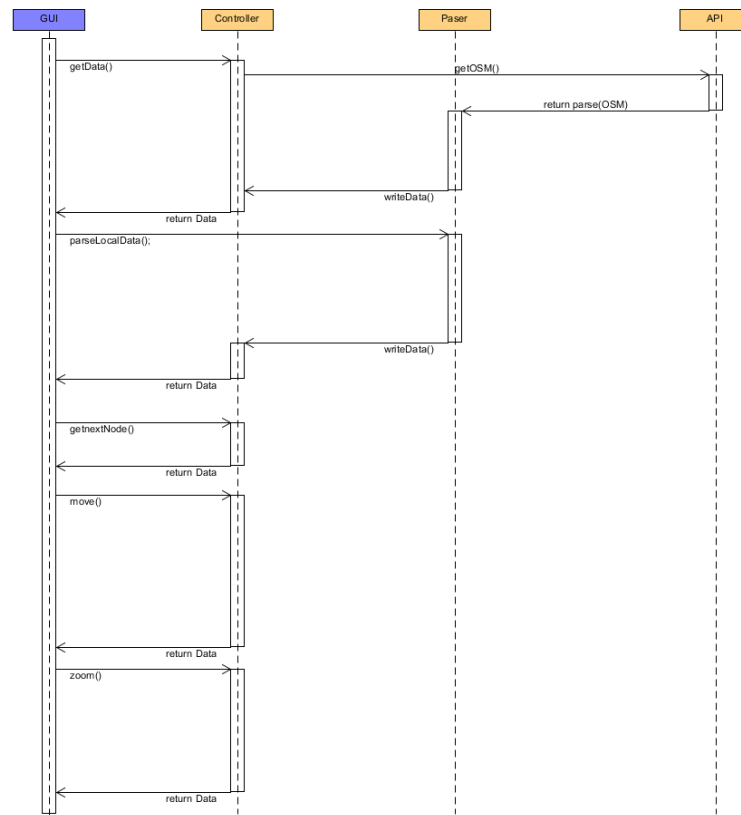 GUI
Controller
Paser
API
getData()
getOSM()
return parse(OSM)
writeData()
return Data
parseLocalData();
writeData()
return Data
getnextNode()
return Data
move()
return Data
zoom()
return Data